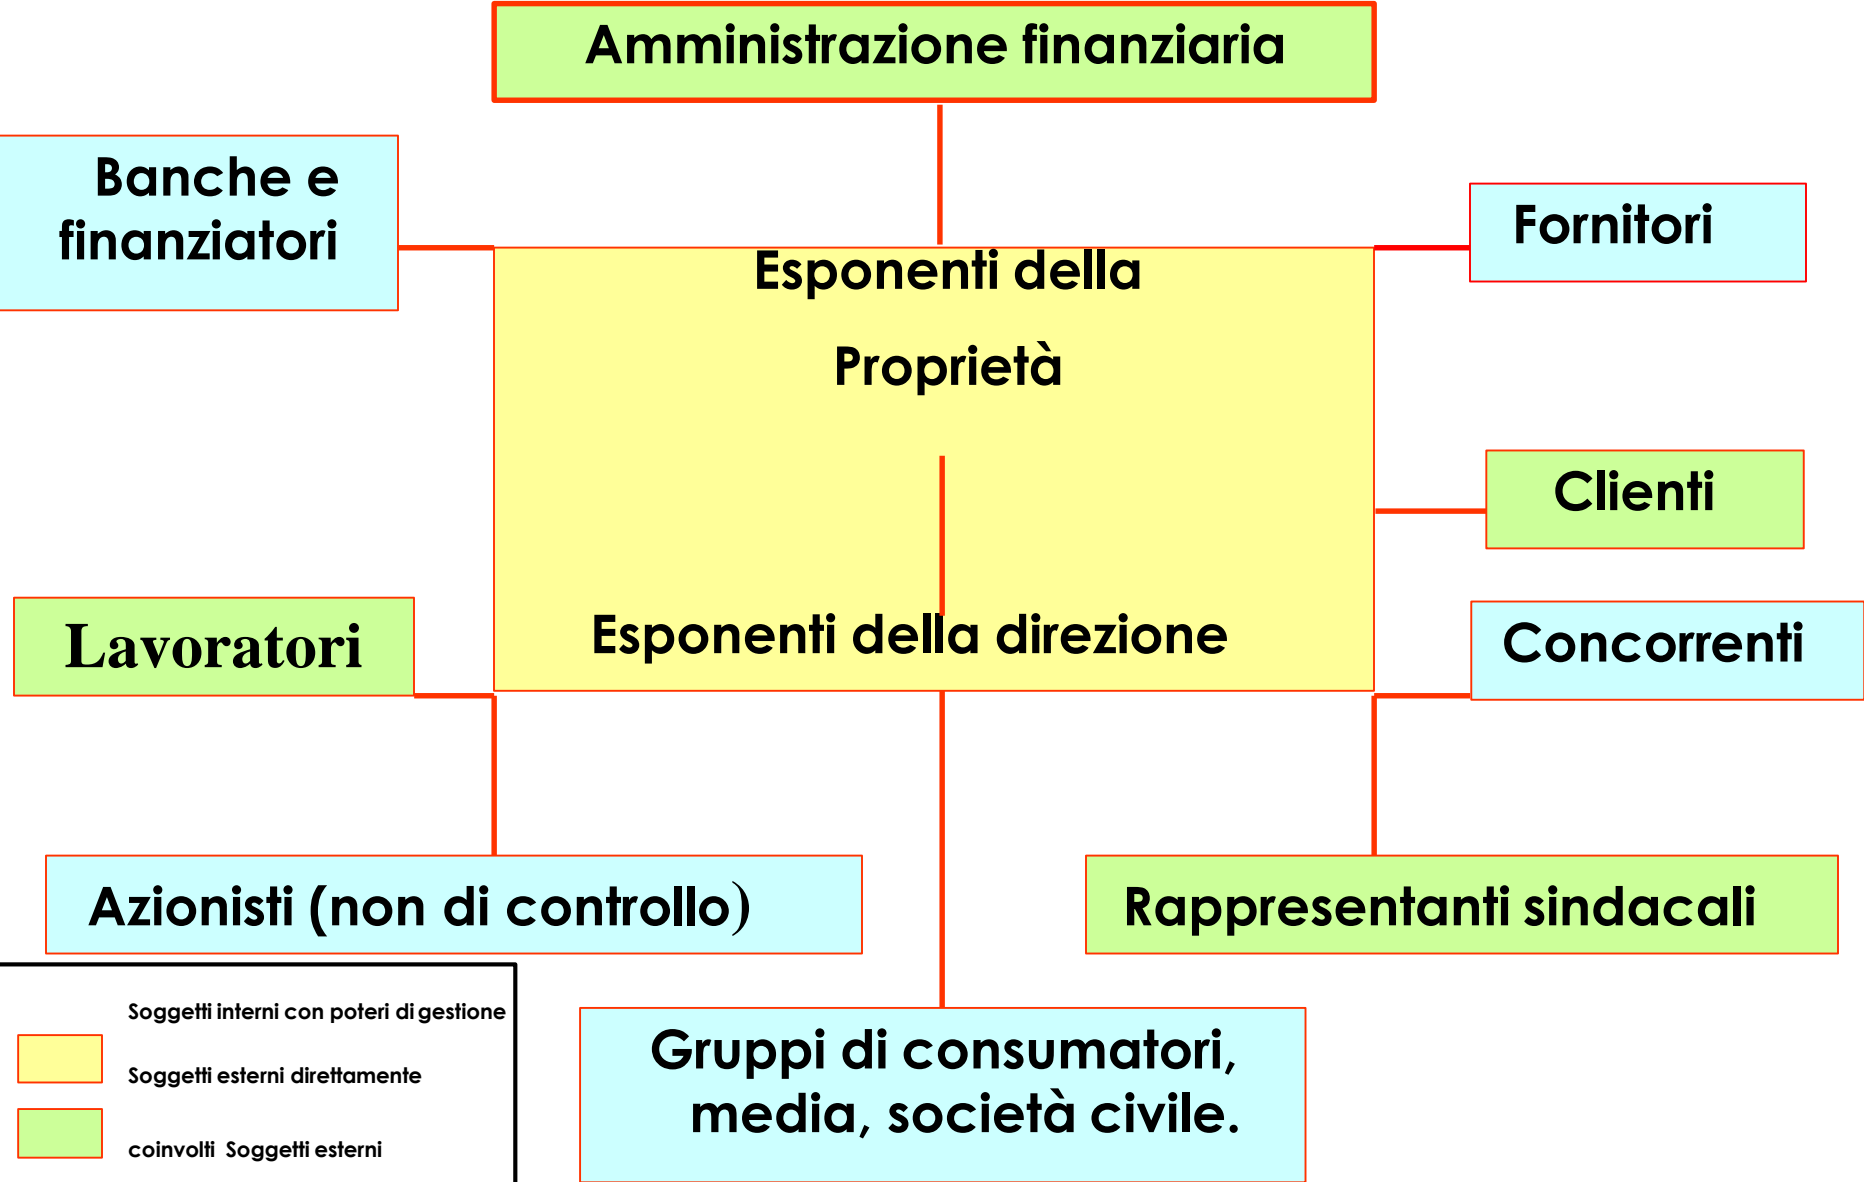 Amministrazione finanziaria
Banche e
finanziatori
Fornitori
Esponenti della
Proprietà
Clienti
Lavoratori
Esponenti della direzione
Concorrenti
Azionisti (non di controllo)
Rappresentanti sindacali
Soggetti interni con poteri di gestione
Soggetti esterni direttamente
coinvolti Soggetti esterni
Gruppi di consumatori,
media, società civile.